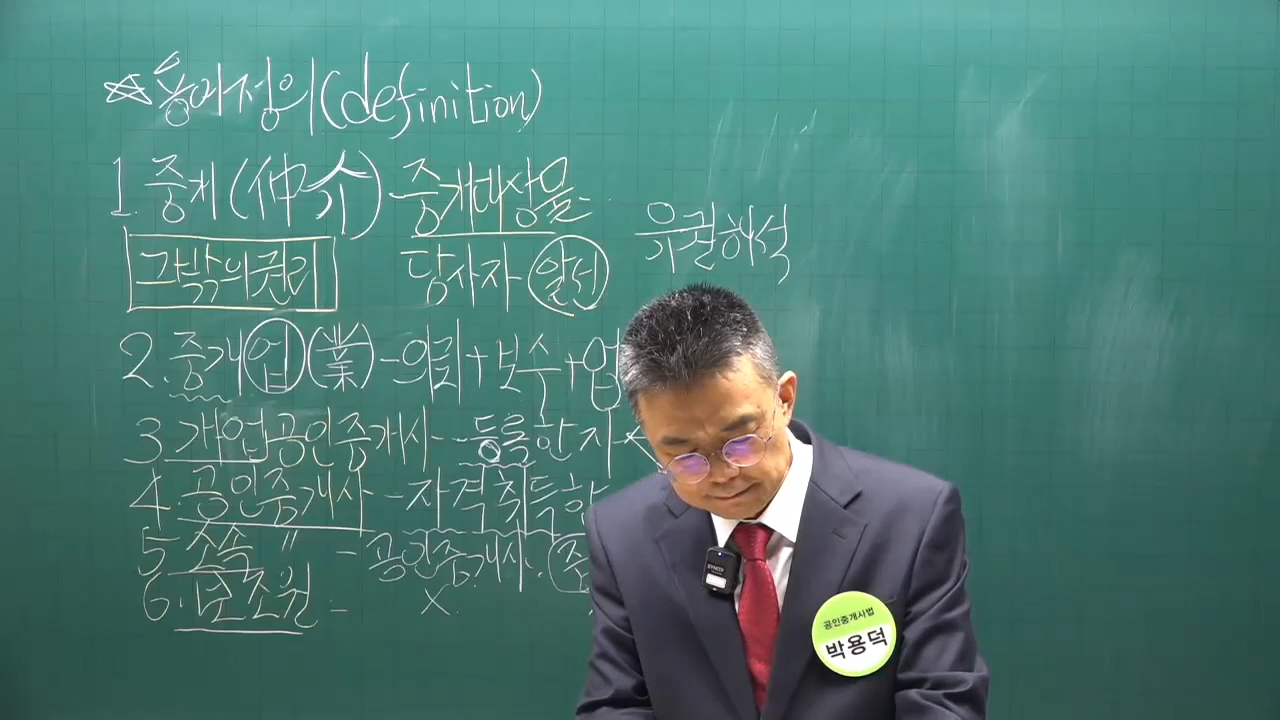 ☆용어정의(definition)
1. 중개(仲介)-중개대상물
그밖의권리 당사자 알선
유권해석
2. 중개업(業)-의뢰+보수+업
3. 개업공인중개사--등록한자
4. 공인중개사-자격취득한
5 소속 〃 -공인중개사.
6. 보조원 - X.
SYNCO
공인중개사법
박용덕